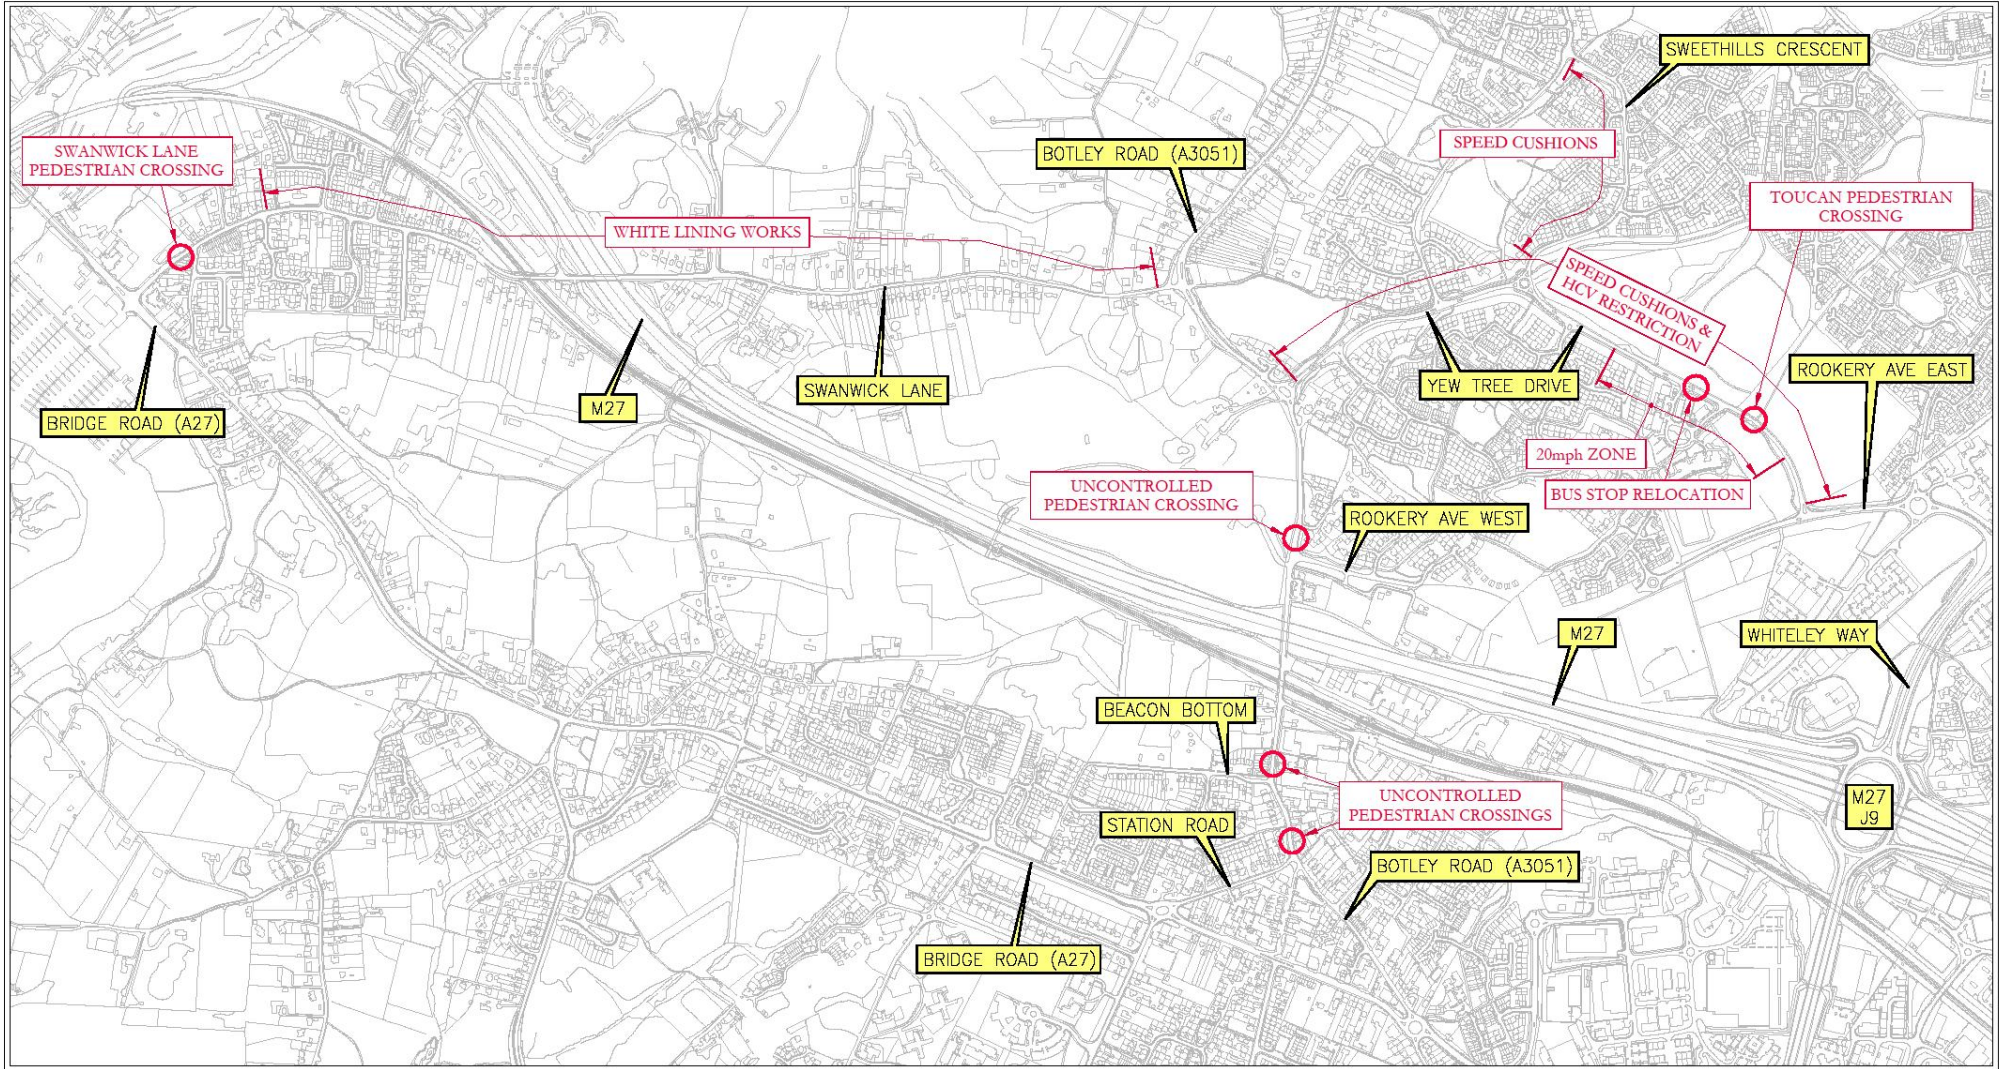 SWEETHILLS CRESCENT
SWANWICK LANE
PEDESTRIAN CROSSING
BOTLEY ROAD (A3051)
SPEED CUSHIONS
TOUCAN PEDESTRIAN
CROSSING
WHITE LINING WORKS
SPEED CUSHIONS &
HCV RESTRICTION
BRIDGE ROAD (A27)
M27
SWANWICK LANE
YEW TREE DRIVE
ROOKERY AVE EAST
20mph ZONE
BUS STOP RELOCATION
UNCONTROLLED
PEDESTRIAN CROSSING
ROOKERY AVE WEST
M27
WHITELEY WAY
BEACON BOTTOM
UNCONTROLLED
PEDESTRIAN CROSSINGS
M27
J9
STATION ROAD
BOTLEY ROAD (A3051)
BRIDGE ROAD (A27)